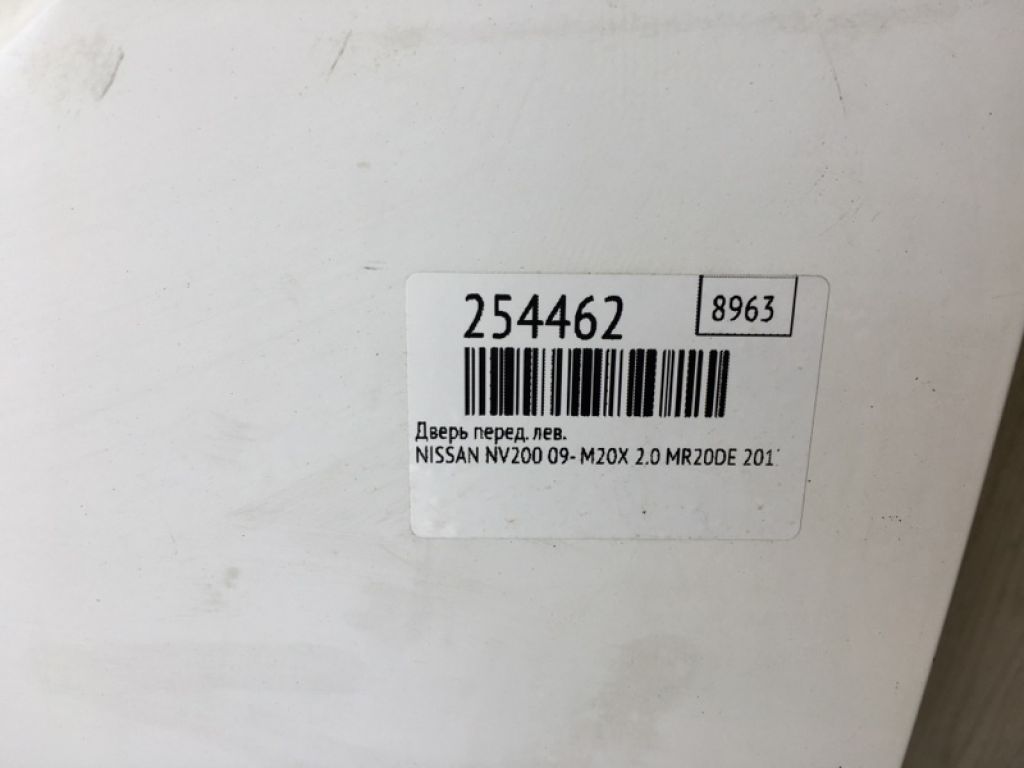 254462
8963
Дверь перед. лев.
NISSAN NV200 09- M20X 2.0 MR20DE